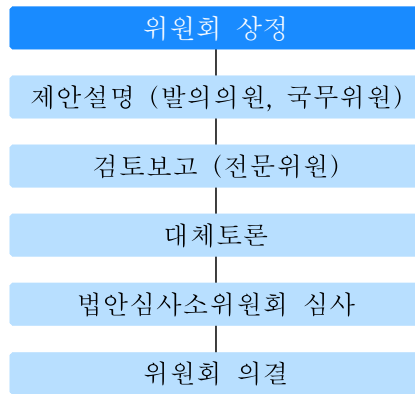 위원회 상정
제안설명 (발의의원, 국무위원)
검토보고 (전문위원)
대체토론
법안심사소위원회 심사
위원회 의결